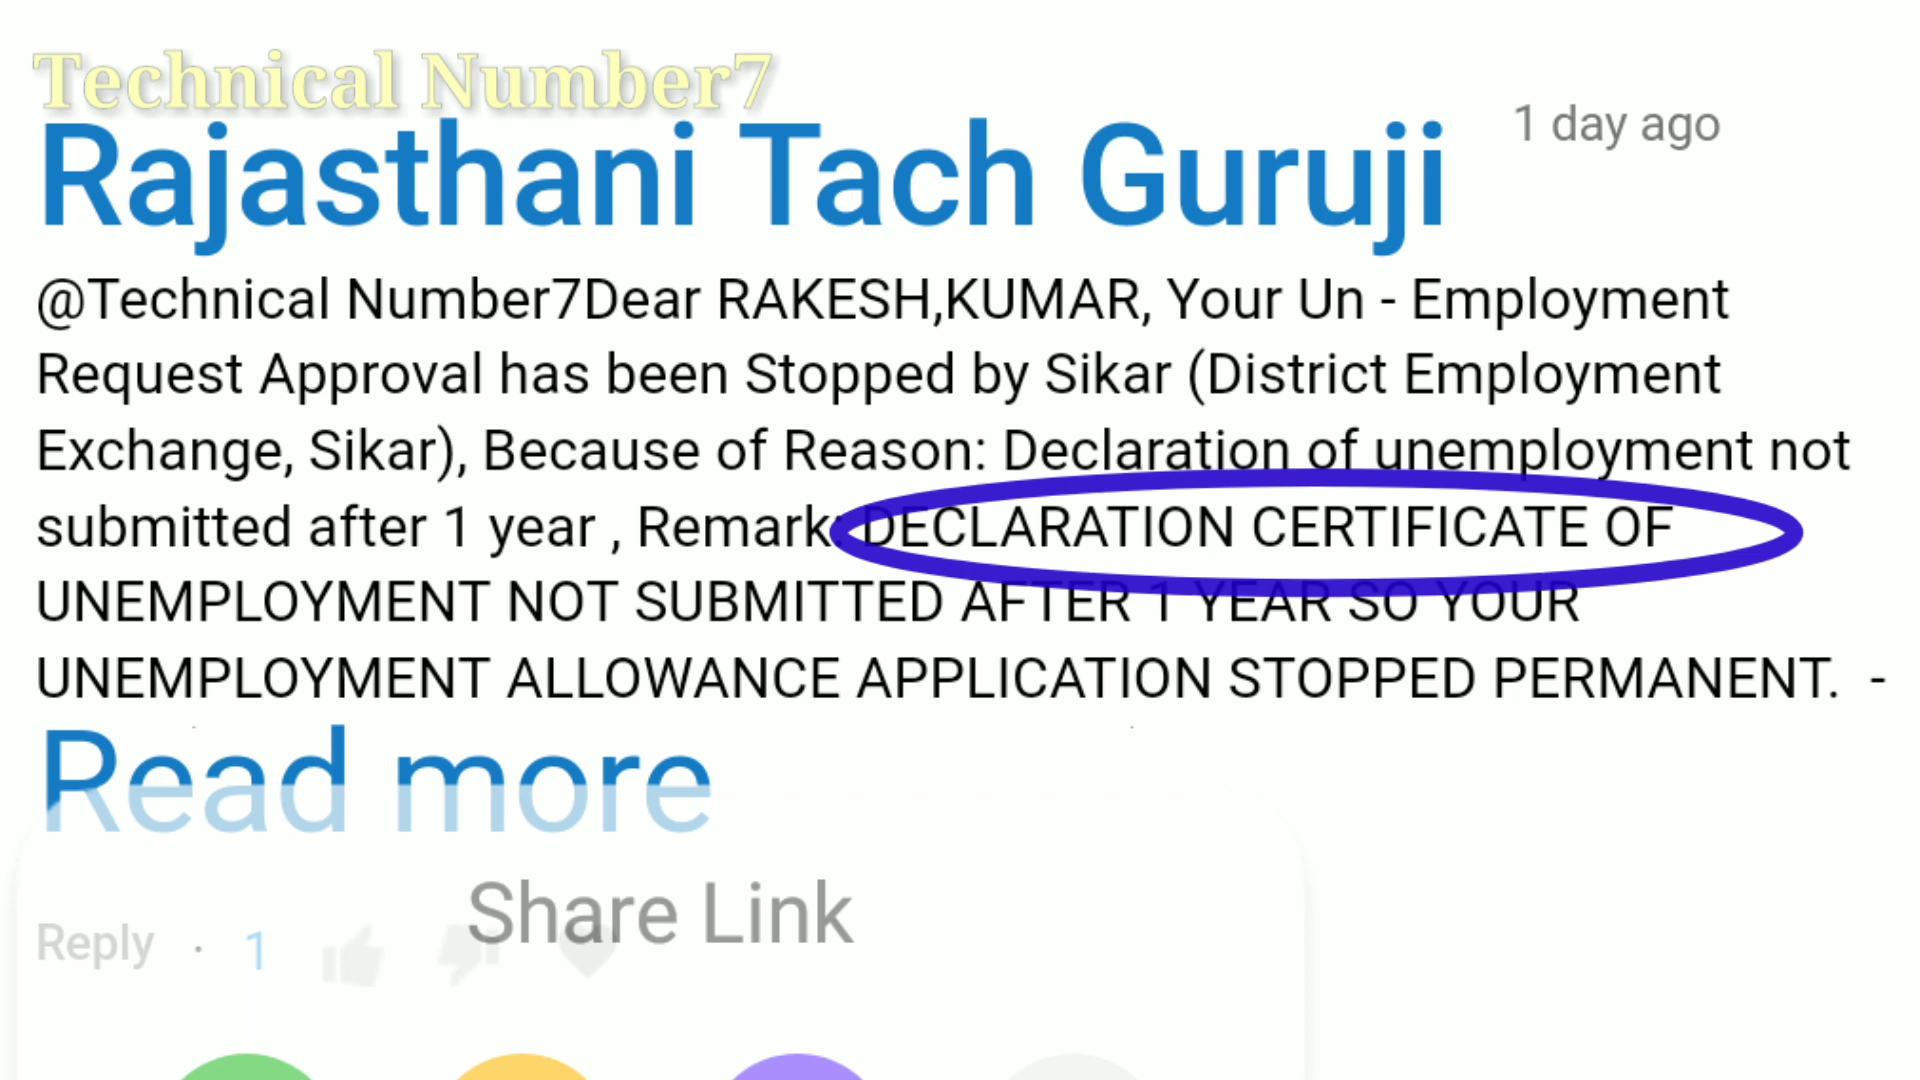 Technical Number7
Rajasthani Tach Guruji
1 day ago
@Technical Number7Dear RAKESH,KUMAR, Your Un - Employment
Request Approval has been Stopped by Sikar (District Employment
Exchange, Sikar), Because of Reason: Declaration of unemployment not
submitted after 1 year , Remark: DECLARATION CERTIFICATE OF
UNEMPLOYMENT NOT SUBMITTED AFTER 1 YEAR SO YOUR
UNEMPLOYMENT ALLOWANCE APPLICATION STOPPED PERMANENT. -
Read more
Share Link
Reply · 1